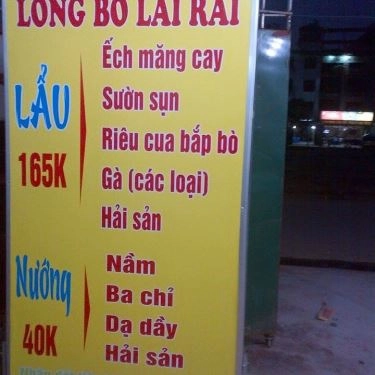 LÒNG BÒ LAI RAI
LẨU
165K
Ếch măng cay
Sườn sụn
Riêu cua bắp bò
Gà (các loại)
Hải sản
Nướng
40K
Nầm
Ba chỉ
Dạ dầy
Hải sản